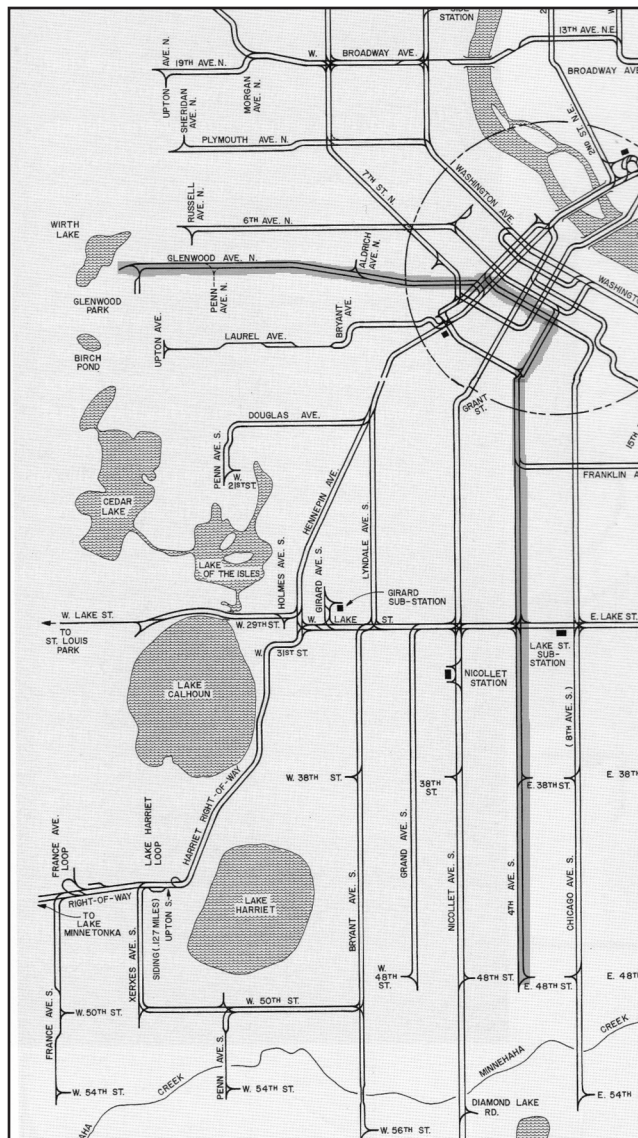 SIDE
STATION
13TH AVE. N.E.
W. BROADWAY AVE.
UPTON AVE. N.
19TH AVE. N.
BROADWAY AVE.
SHERIDAN AVE. N.
MORGAN AVE. N.
PLYMOUTH AVE. N.
2ND ST. N.E.
7TH ST. N.
WASHINGTON AVE
RUSSELL AVE. N.
6TH AVE. N.
WIRTH
LAKE
GLENWOOD AVE. N.
ALDRICH
AVE. N.
PENN
AVE. N.
WASHINGTON
GLENWOOD
PARK
BRYANT
AVE.
UPTON AVE.
LAUREL AVE.
BIRCH
POND
GRANT
ST.
DOUGLAS AVE.
15TH
PENN AVE. S.
W.
21ST ST.
FRANKLIN A
HENNEPIN AVE.
LYNDALE AVE. S
CEDAR
LAKE
LAKE
OF THE ISLES
HOLMES AVE. S.
GIRARD AVE. S.
GIRARD
SUB-STATION
W. LAKE ST.
W. 29TH ST.
W. LAKE ST.
E. LAKE ST.
TO
ST. LOUIS
PARK
W. 31ST ST.
LAKE ST.
SUB-
STATION
NICOLLET
STATION
LAKE
CALHOUN
(8TH AVE. S.)
W. 38TH ST.
38TH
ST.
E. 38TH ST.
E. 38TH
HARRIET RIGHT-OF-WAY
FRANCE AVE.
LOOP
LAKE HARRIET
LOOP
GRAND AVE. S.
BRYANT AVE. S.
NICOLLET AVE. S.
4TH AVE. S.
CHICAGO AVE. S.
RIGHT-OF-WAY
TO
LAKE
MINNETONKA
LAKE
HARRIET
SIDING (.127 MILES)
UPTON S.
XERXES AVE. S.
W.
48TH
ST.
48TH ST.
E. 48TH ST.
E. 48TH
W. 50TH ST.
W. 50TH ST.
FRANCE AVE. S.
PENN AVE. S.
MINNEHAHA
CREEK
W. 54TH ST.
CREEK
W. 54TH ST.
E. 54TH
DIAMOND LAKE
RD.
W. 56TH ST.
HAHA